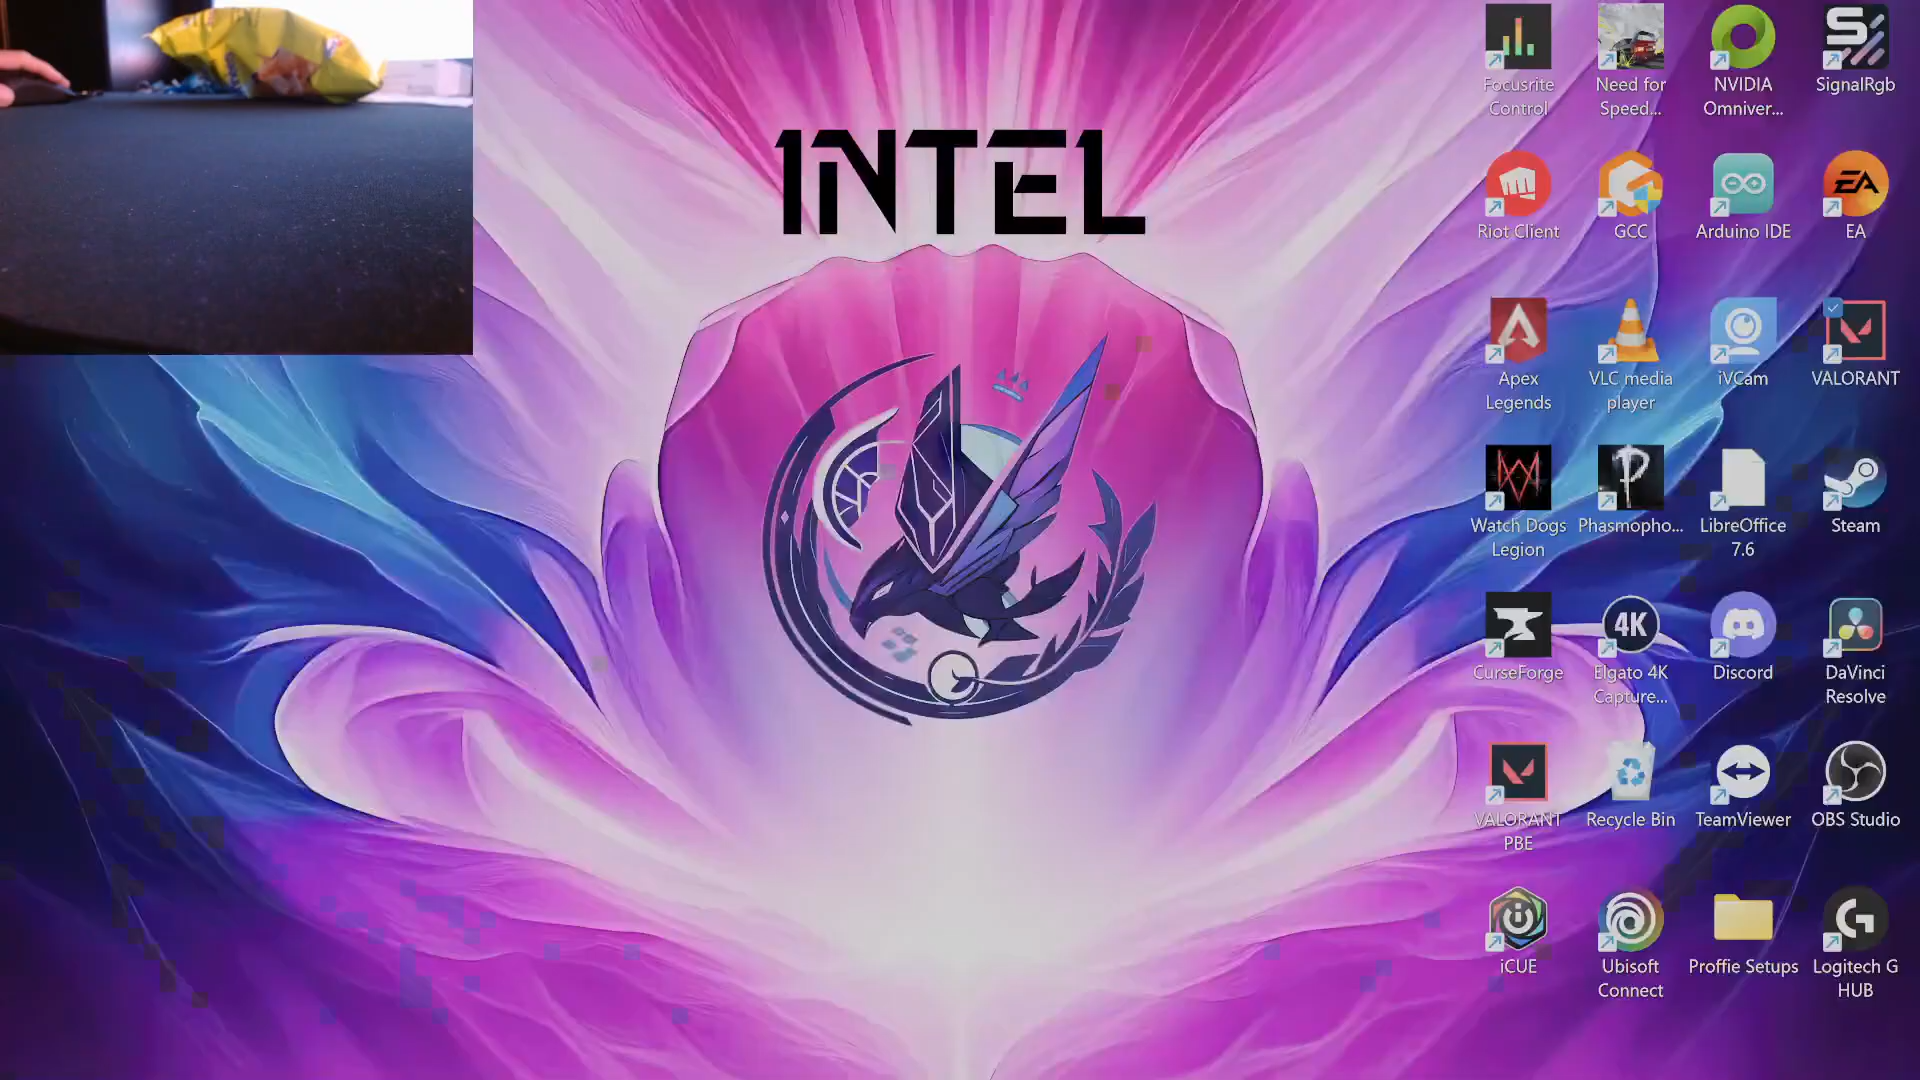 INTEL
Focusrite
Control
Need for
Speed...
NVIDIA
Omniver...
SignalRgb
Riot Client
GCC
Arduino IDE
EA
EA
Apex
Legends
VLC media
player
iVCam
VALORANT
Watch Dogs
Legion
Phasmopho...
LibreOffice
7.6
Steam
CurseForge
4K
Elgato 4K
Capture...
Discord
DaVinci
Resolve
VALORANT
PBE
Recycle Bin
TeamViewer
OBS Studio
iCUE
Ubisoft
Connect
Proffie Setups
Logitech G
HUB